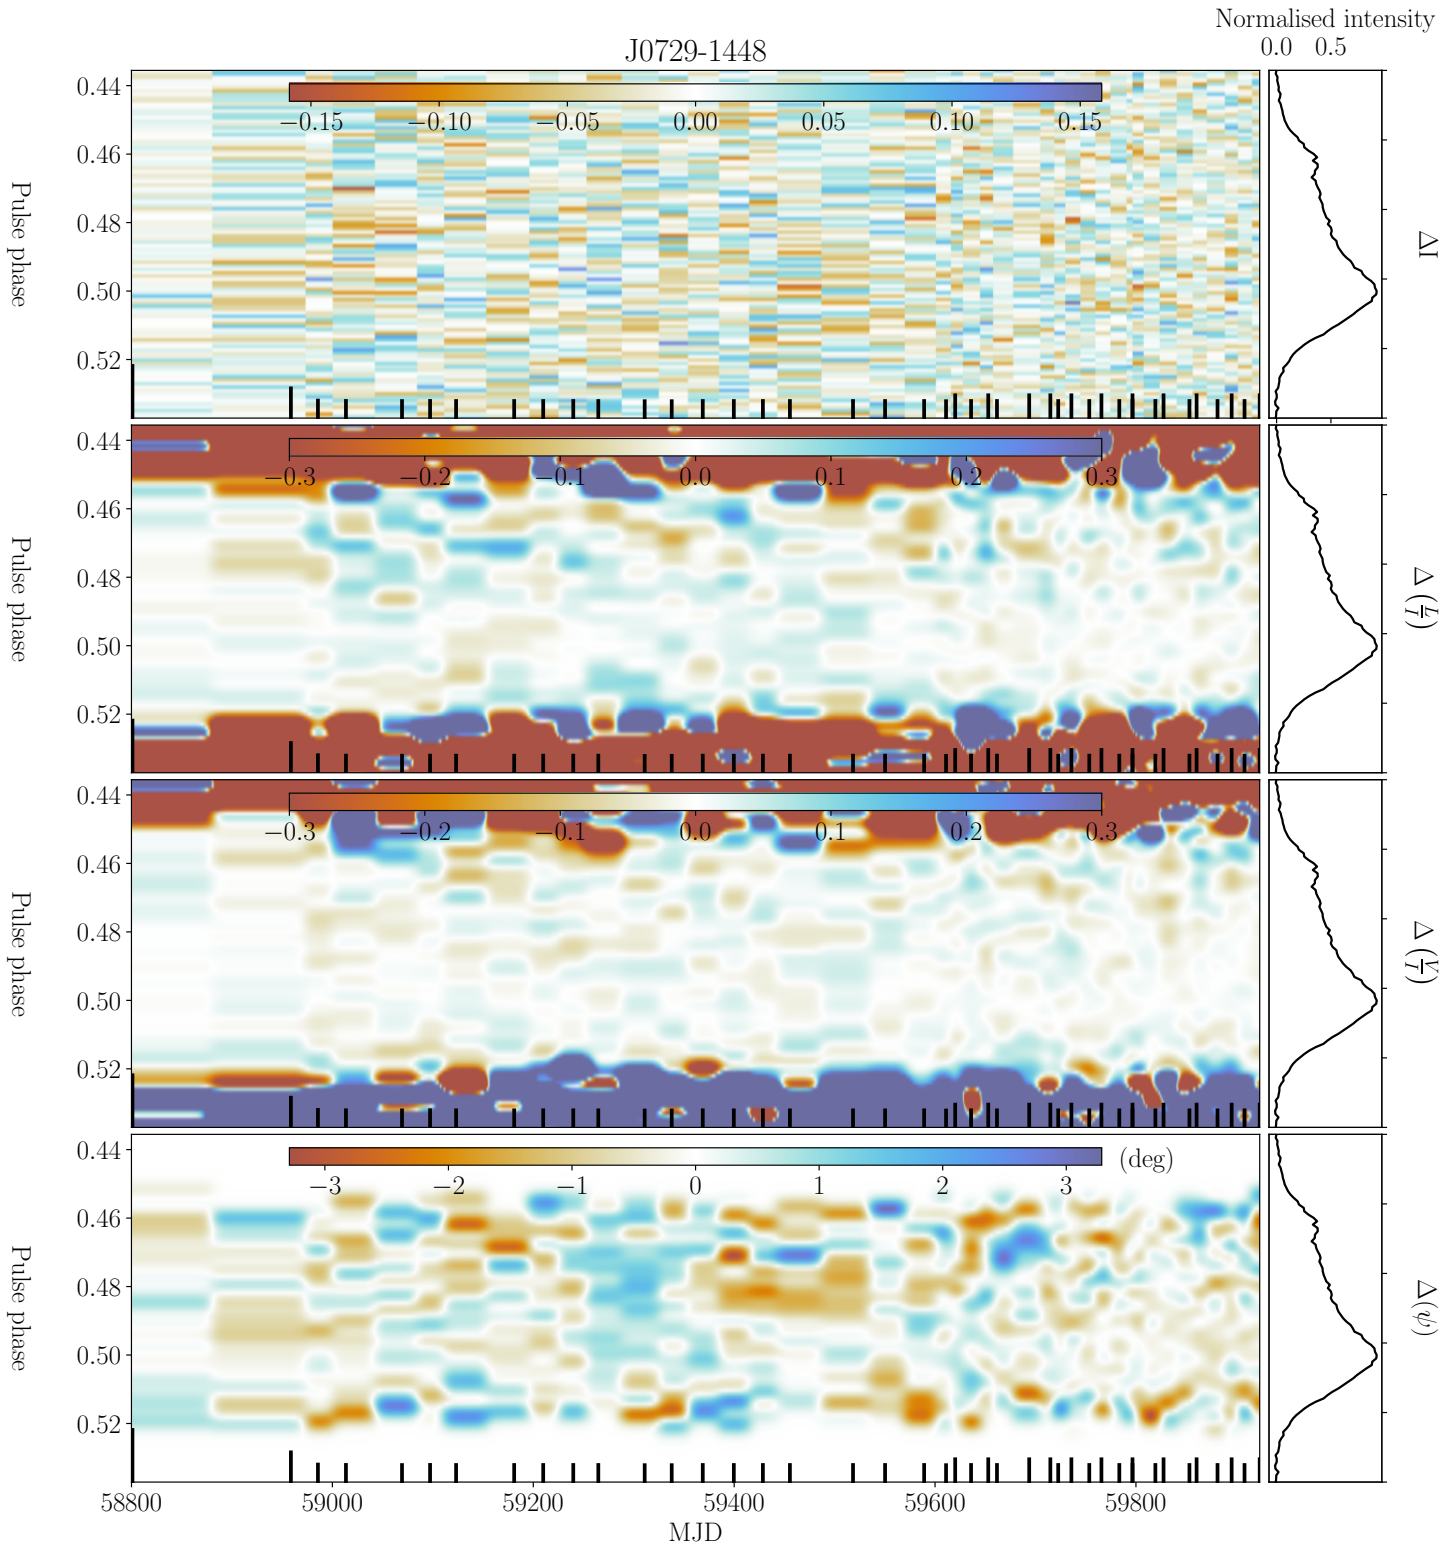 Normalised intensity
0.0 0.5
J0729-1448
−0.15 −0.10 −0.05 0.00 0.05 0.10 0.15
0.44
0.46
0.48
0.50
0.52
Pulse phase
ΔI
−0.3 −0.2 −0.1 0.0 0.1 0.2 0.3
0.44
0.46
0.48
0.50
0.52
Pulse phase
Δ (L/I)
−0.3 −0.2 −0.1 0.0 0.1 0.2 0.3
0.44
0.46
0.48
0.50
0.52
Pulse phase
Δ (V/I)
−3 −2 −1 0 1 2 3
(deg)
0.44
0.46
0.48
0.50
0.52
Pulse phase
Δ(ψ)
58800 59000 59200 59400 59600 59800
MJD